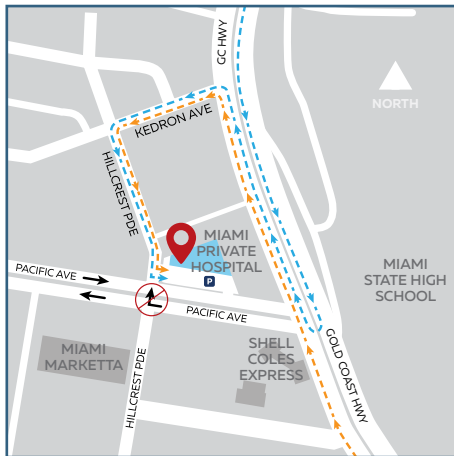 GC HWY
NORTH
KEDRON AVE
HILLCREST PDE
MIAMI
PRIVATE
HOSPITAL
P
MIAMI
STATE HIGH
SCHOOL
PACIFIC AVE
PACIFIC AVE
MIAMI
MARKETTA
HILLCREST PDE
SHELL
COLES
EXPRESS
GOLD COAST HWY